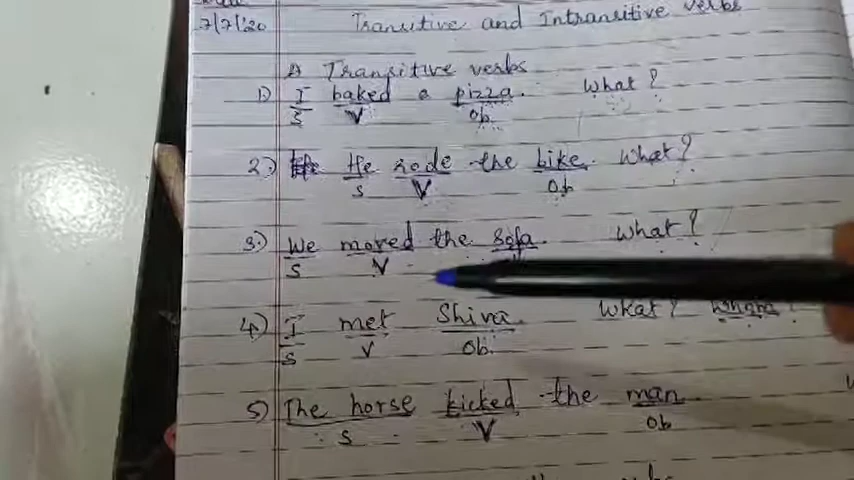 7/7/'20 Transitive and Intransitive verbs
A Transitive verbs
1) I baked a pizza. What?
S V Ob.
2) He rode the bike. What?
S V Ob
3.) We moved the sofa. What?
S V
4) I met Shiva. What? Whom?
S V Ob.
5) The horse kicked the man.
S V Ob